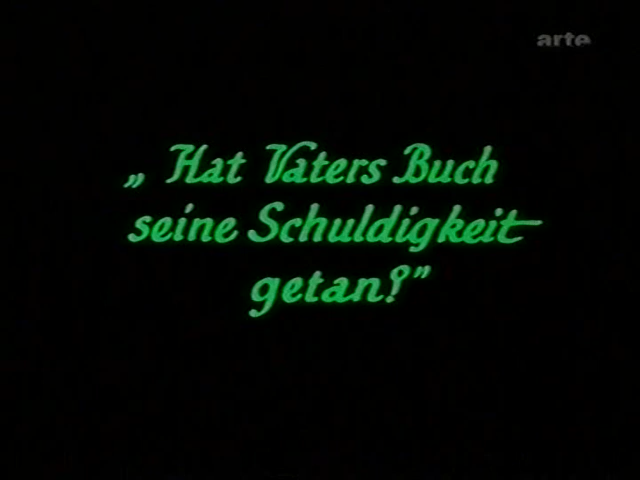 arte
„Hat Vaters Buch
seine Schuldigkeit
getan?”